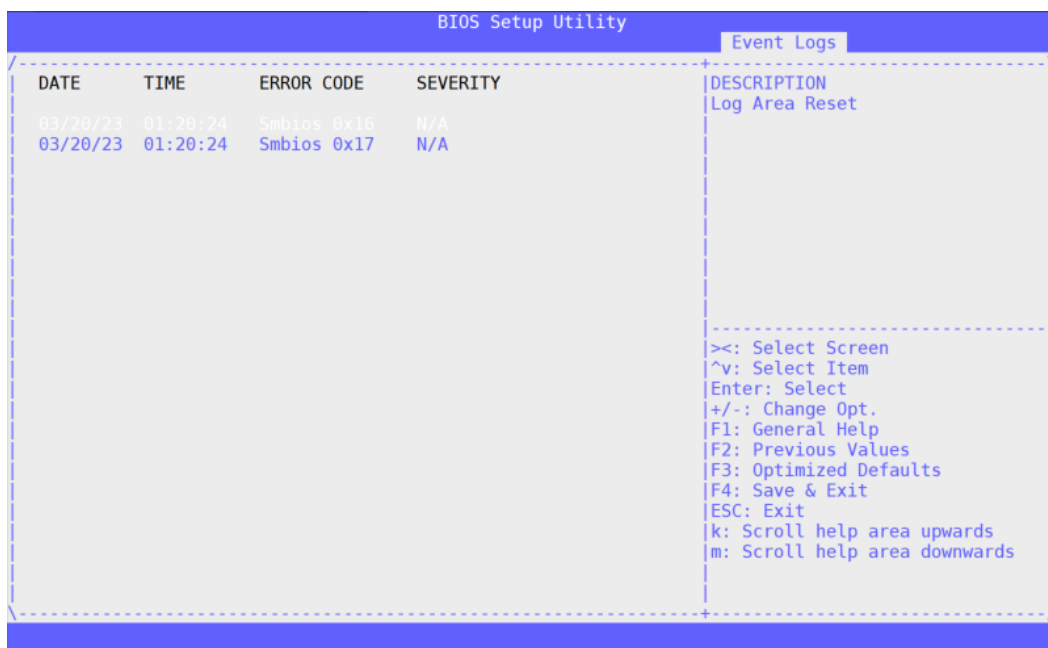 BIOS Setup Utility
Event Logs
DATE TIME ERROR CODE SEVERITY
03/20/23 01:20:24 Smbios 0x16 N/A
03/20/23 01:20:24 Smbios 0x17 N/A
DESCRIPTION
Log Area Reset
><: Select Screen
^v: Select Item
Enter: Select
+/-: Change Opt.
F1: General Help
F2: Previous Values
F3: Optimized Defaults
F4: Save & Exit
ESC: Exit
k: Scroll help area upwards
m: Scroll help area downwards